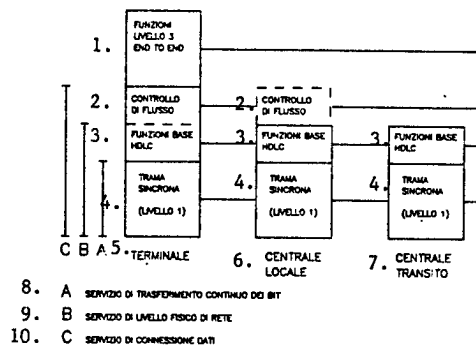 1. FUNZIONI
LIVELLO 3
END TO END
2. CONTROLLO
DI FLUSSO
2. CONTROLLO
DI FLUSSO
3. FUNZIONI BASE
HDLC
3. FUNZIONI BASE
HDLC
3. FUNZIONI BASE
HDLC
4. TRAMA
SINCRONA
(LIVELLO 1)
4. TRAMA
SINCRONA
(LIVELLO 1)
4. TRAMA
SINCRONA
(LIVELLO 1)
C B A
5. TERMINALE
6. CENTRALE
LOCALE
7. CENTRALE
TRANSITO
8. A SERVIZIO DI TRASFERIMENTO CONTINUO DEI BIT
9. B SERVIZIO DI LIVELLO FISICO DI RETE
10. C SERVIZIO DI CONNESSIONE DATI